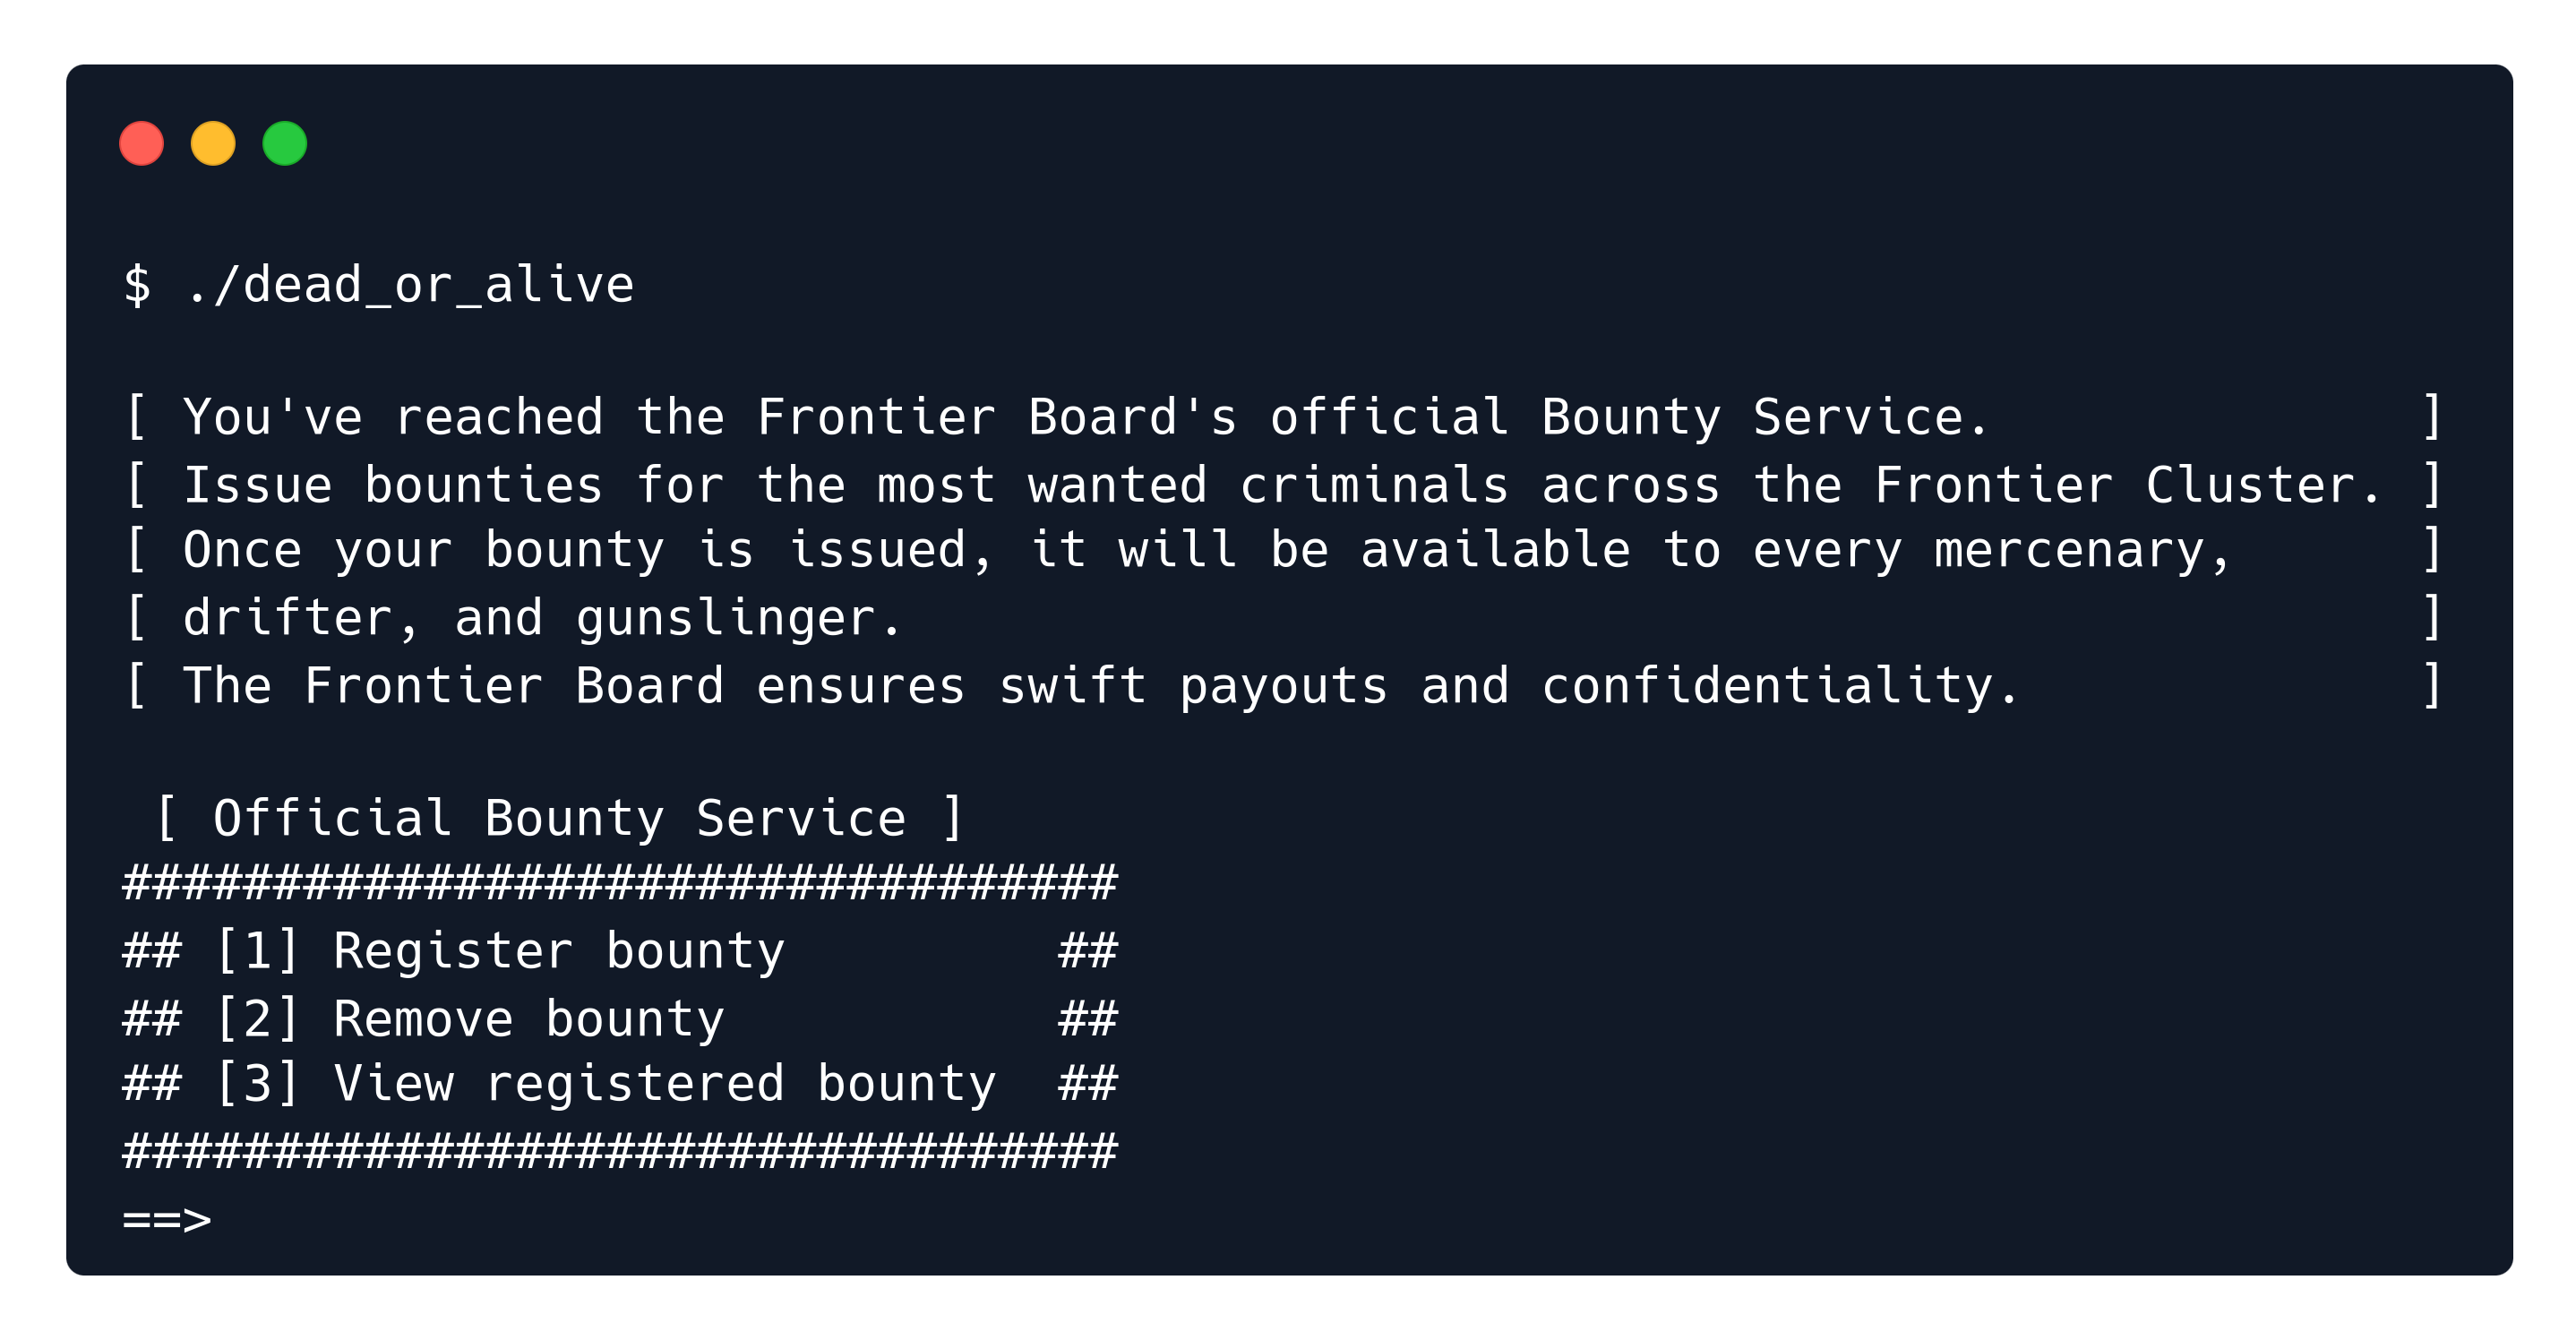 $ ./dead_or_alive
[ You've reached the Frontier Board's official Bounty Service.              ]
[ Issue bounties for the most wanted criminals across the Frontier Cluster. ]
[ Once your bounty is issued, it will be available to every mercenary,      ]
[ drifter, and gunslinger.                                                  ]
[ The Frontier Board ensures swift payouts and confidentiality.             ]
 [ Official Bounty Service ]
#################################
## [1] Register bounty         ##
## [2] Remove bounty           ##
## [3] View registered bounty  ##
#################################
==>